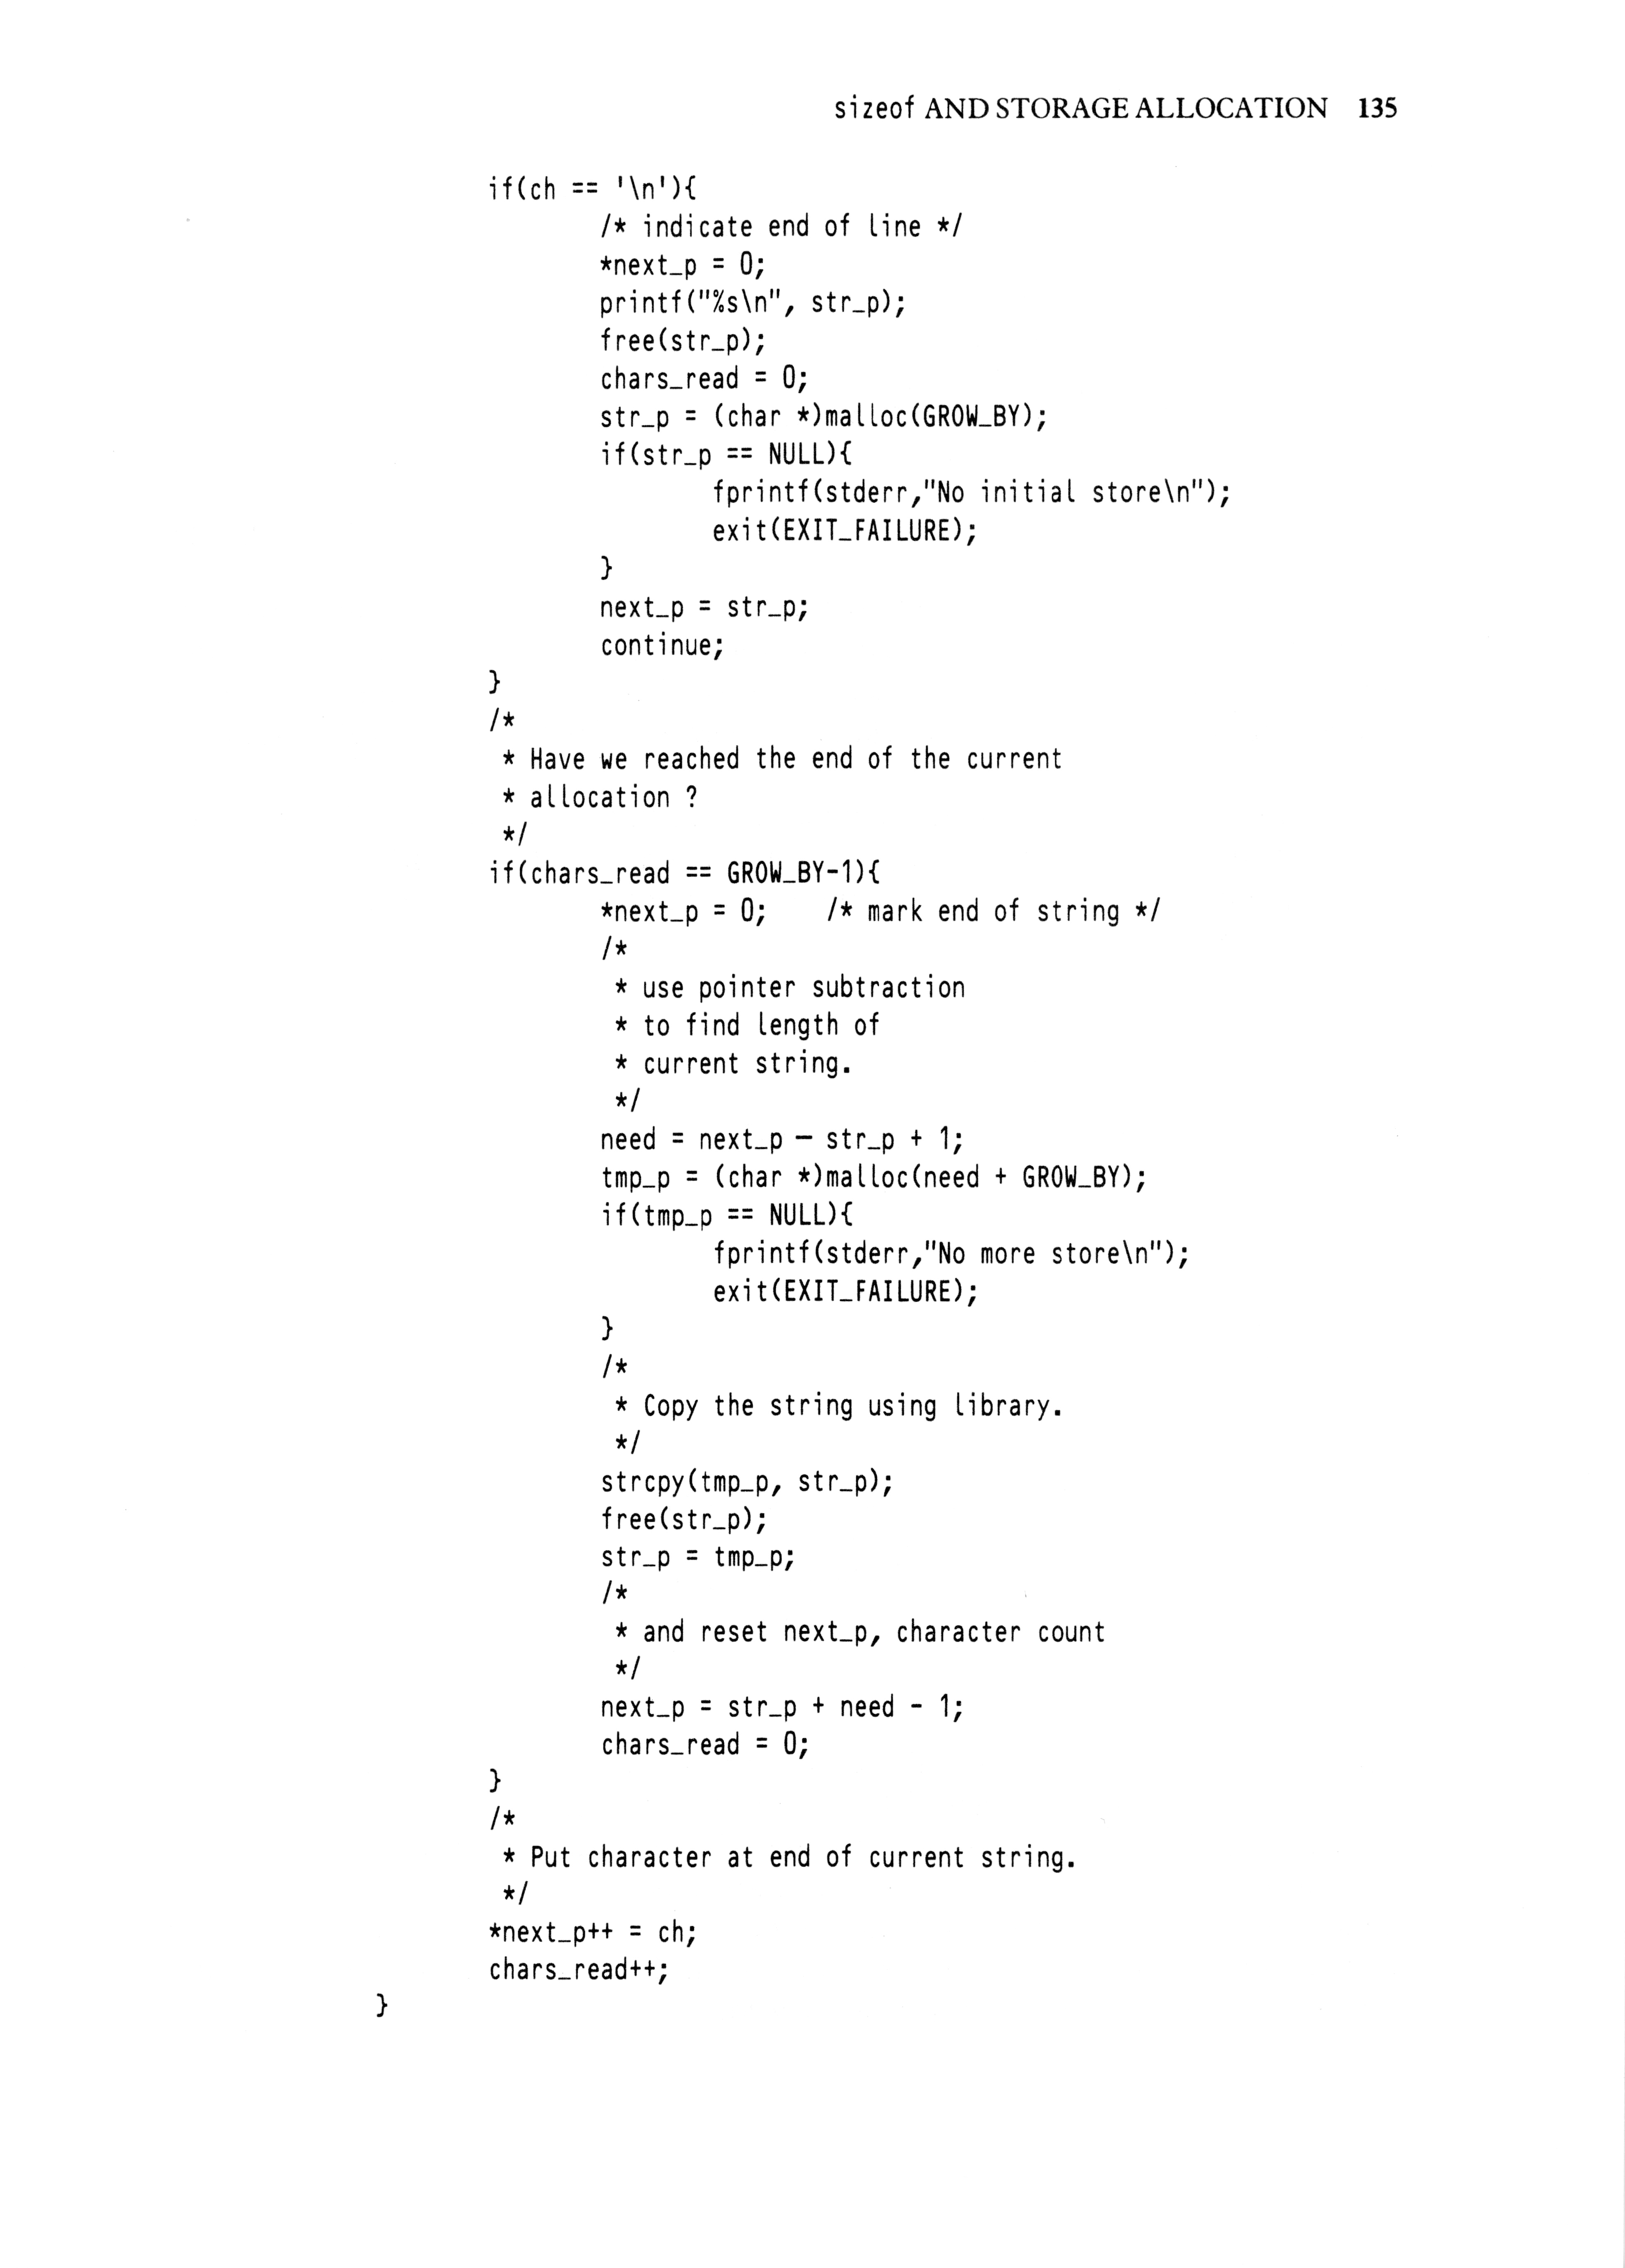 sizeof AND STORAGE ALLOCATION 135
if(ch == '\n'){
/* indicate end of line */
*next_p = 0;
printf("%s\n", str_p);
free(str_p);
chars_read = 0;
str_p = (char *)malloc(GROW_BY);
if(str_p == NULL){
fprintf(stderr,"No initial store\n");
exit(EXIT_FAILURE);
}
next_p = str_p;
continue;
}
/*
* Have we reached the end of the current
* allocation ?
*/
if(chars_read == GROW_BY-1){
*next_p = 0; /* mark end of string */
/*
* use pointer subtraction
* to find length of
* current string.
*/
need = next_p - str_p + 1;
tmp_p = (char *)malloc(need + GROW_BY);
if(tmp_p == NULL){
fprintf(stderr,"No more store\n");
exit(EXIT_FAILURE);
}
/*
* Copy the string using library.
*/
strcpy(tmp_p, str_p);
free(str_p);
str_p = tmp_p;
/*
* and reset next_p, character count
*/
next_p = str_p + need - 1;
chars_read = 0;
}
/*
* Put character at end of current string.
*/
*next_p++ = ch;
chars_read++;
}